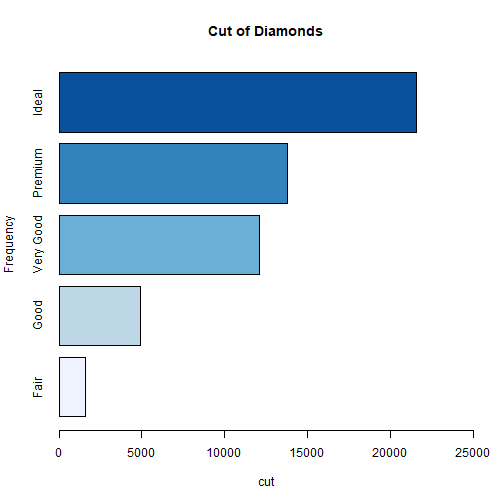 Cut of Diamonds
Ideal
Premium
Very Good
Good
Fair
Frequency
0 5000 10000 15000 20000 25000
cut